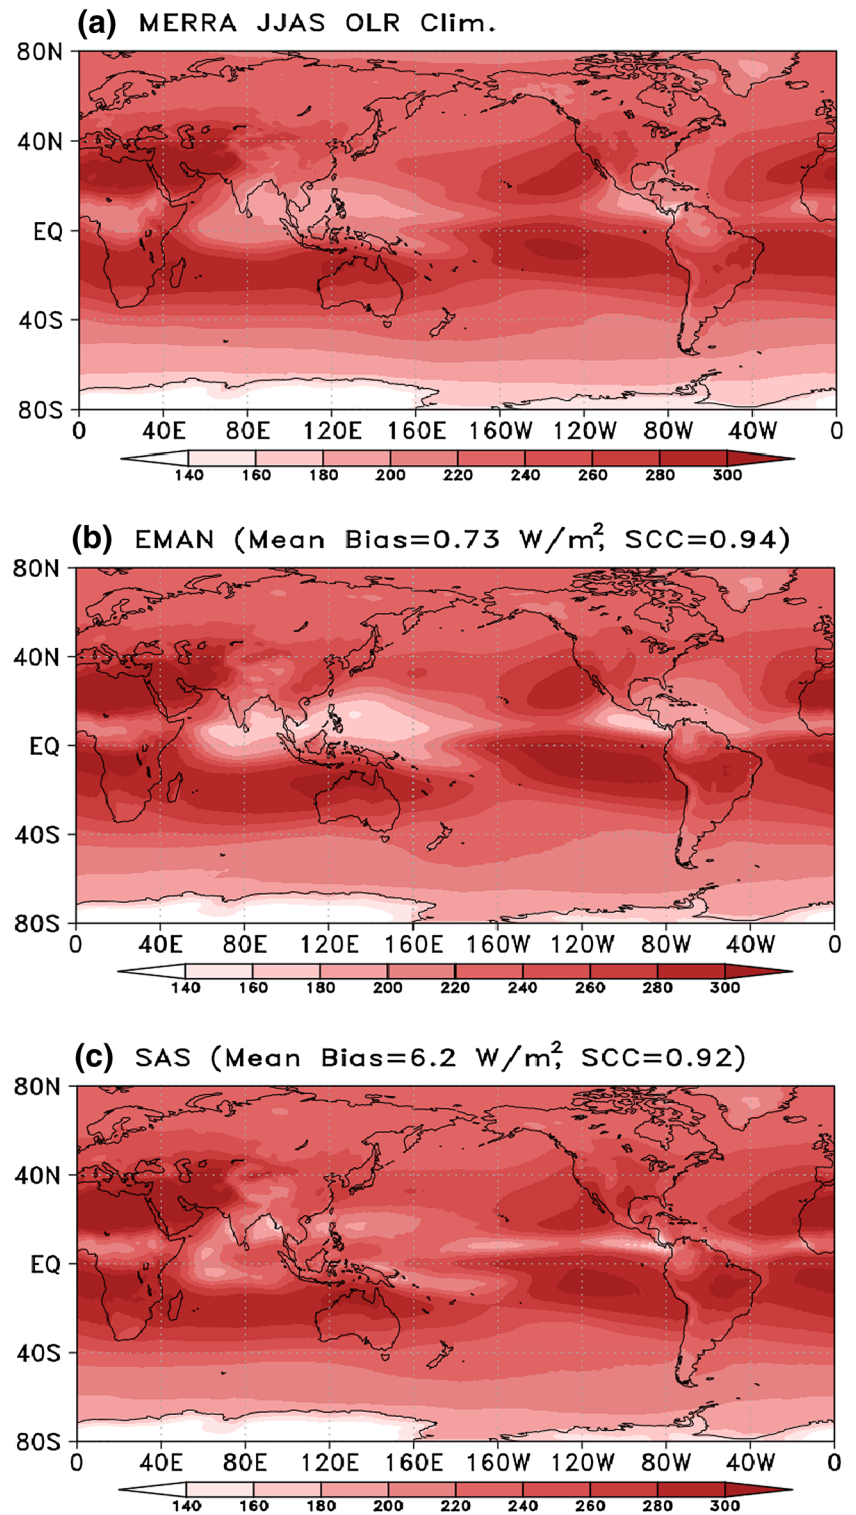 (a) MERRA JJAS OLR Clim.
80N
40N
EQ
40S
80S
0 40E 80E 120E 160E 160W 120W 80W 40W 0
140 160 180 200 220 240 260 280 300
(b) EMAN (Mean Bias=0.73 W/m², SCC=0.94)
80N
40N
EQ
40S
80S
0 40E 80E 120E 160E 160W 120W 80W 40W 0
140 160 180 200 220 240 260 280 300
(c) SAS (Mean Bias=6.2 W/m², SCC=0.92)
80N
40N
EQ
40S
80S
0 40E 80E 120E 160E 160W 120W 80W 40W 0
140 160 180 200 220 240 260 280 300